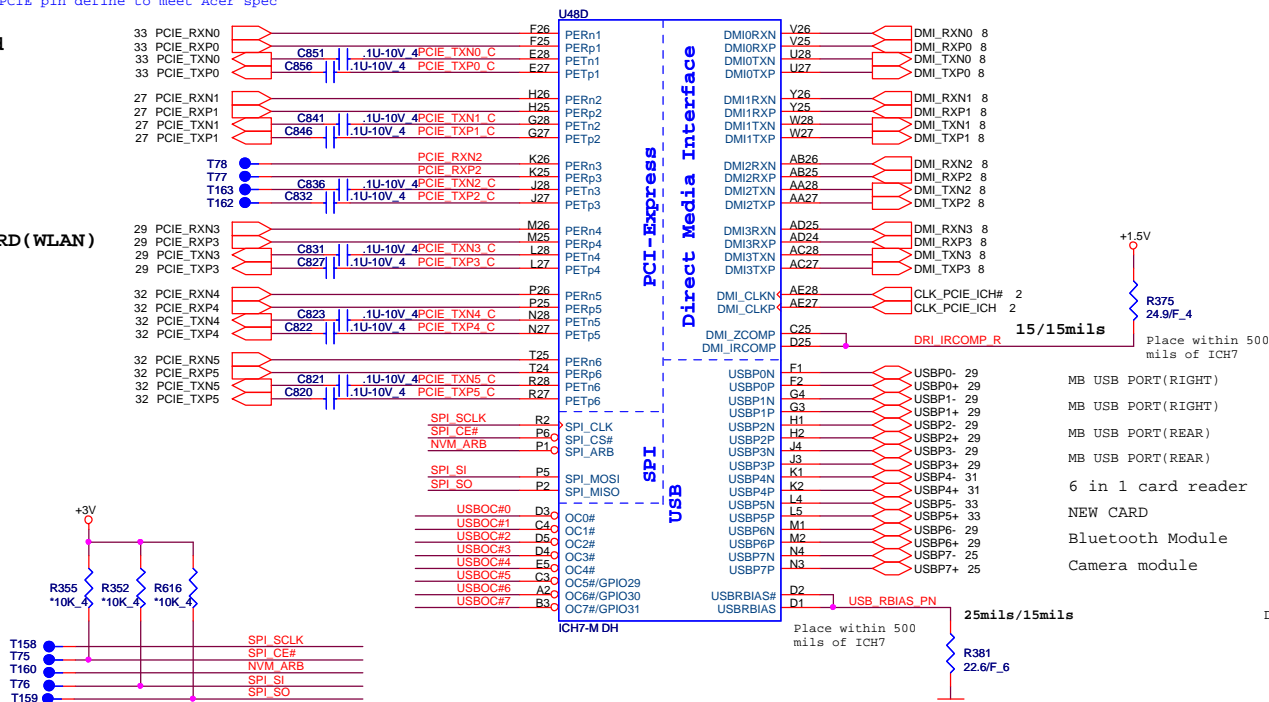 PCIE pin define to meet Acer spec
U48D
33 PCIE_RXN0 F26 PERn1 DMI0RXN V26 DMI_RXN0 8
33 PCIE_RXP0 F25 PERp1 DMI0RXP V25 DMI_RXP0 8
33 PCIE_TXN0 C851 .1U-10V_4 PCIE_TXN0_C E28 PETn1 DMI0TXN U28 DMI_TXN0 8
33 PCIE_TXP0 C856 .1U-10V_4 PCIE_TXP0_C E27 PETp1 DMI0TXP U27 DMI_TXP0 8
27 PCIE_RXN1 H26 PERn2 DMI1RXN Y26 DMI_RXN1 8
27 PCIE_RXP1 H25 PERp2 DMI1RXP Y25 DMI_RXP1 8
27 PCIE_TXN1 C841 .1U-10V_4 PCIE_TXN1_C G28 PETn2 DMI1TXN W28 DMI_TXN1 8
27 PCIE_TXP1 C846 .1U-10V_4 PCIE_TXP1_C G27 PETp2 DMI1TXP W27 DMI_TXP1 8
T78 PCIE_RXN2 K26 PERn3 DMI2RXN AB26 DMI_RXN2 8
T77 PCIE_RXP2 K25 PERp3 DMI2RXP AB25 DMI_RXP2 8
T163 C836 .1U-10V_4 PCIE_TXN2_C J28 PETn3 DMI2TXN AA28 DMI_TXN2 8
T162 C832 .1U-10V_4 PCIE_TXP2_C J27 PETp3 DMI2TXP AA27 DMI_TXP2 8
RD(WLAN)
29 PCIE_RXN3 M26 PERn4 DMI3RXN AD25 DMI_RXN3 8
29 PCIE_RXP3 M25 PERp4 DMI3RXP AD24 DMI_RXP3 8
29 PCIE_TXN3 C831 .1U-10V_4 PCIE_TXN3_C L28 PETn4 DMI3TXN AC28 DMI_TXN3 8
29 PCIE_TXP3 C827 .1U-10V_4 PCIE_TXP3_C L27 PETp4 DMI3TXP AC27 DMI_TXP3 8
32 PCIE_RXN4 P26 PERn5 DMI_CLKN AE28 CLK_PCIE_ICH# 2
32 PCIE_RXP4 P25 PERp5 DMI_CLKP AE27 CLK_PCIE_ICH 2
32 PCIE_TXN4 C823 .1U-10V_4 PCIE_TXN4_C N28 PETn5
32 PCIE_TXP4 C822 .1U-10V_4 PCIE_TXP4_C N27 PETp5
DMI_ZCOMP C25
DMI_IRCOMP D25 DRI_IRCOMP_R 15/15mils
+1.5V
R375
24.9/F_4
Place within 500
mils of ICH7
32 PCIE_RXN5 T25 PERn6
32 PCIE_RXP5 T24 PERp6
32 PCIE_TXN5 C821 .1U-10V_4 PCIE_TXN5_C R28 PETn6
32 PCIE_TXP5 C820 .1U-10V_4 PCIE_TXP5_C R27 PETp6
PCI-Express
Direct Media Interface
SPI
USB
SPI_SCLK R2 SPI_CLK
SPI_CE# P6 SPI_CS#
NVM_ARB P1 SPI_ARB
SPI_SI P5 SPI_MOSI
SPI_SO P2 SPI_MISO
USBOC#0 D3 OC0#
USBOC#1 C4 OC1#
USBOC#2 D5 OC2#
USBOC#3 D4 OC3#
USBOC#4 E5 OC4#
USBOC#5 C3 OC5#/GPIO29
USBOC#6 A2 OC6#/GPIO30
USBOC#7 B3 OC7#/GPIO31
USBP0N F1 USBP0- 29
USBP0P F2 USBP0+ 29 MB USB PORT(RIGHT)
USBP1N G4 USBP1- 29
USBP1P G3 USBP1+ 29 MB USB PORT(RIGHT)
USBP2N H1 USBP2- 29
USBP2P H2 USBP2+ 29 MB USB PORT(REAR)
USBP3N J4 USBP3- 29
USBP3P J3 USBP3+ 29 MB USB PORT(REAR)
USBP4N K1 USBP4- 31
USBP4P K2 USBP4+ 31 6 in 1 card reader
USBP5N L4 USBP5- 33
USBP5P L5 USBP5+ 33 NEW CARD
USBP6N M1 USBP6- 29
USBP6P M2 USBP6+ 29 Bluetooth Module
USBP7N N4 USBP7- 25
USBP7P N3 USBP7+ 25 Camera module
USBRBIAS# D2
USBRBIAS D1 USB_RBIAS_PN
25mils/15mils
Place within 500
mils of ICH7
R381
22.6/F_6
ICH7-M DH
+3V
R355 R352 R616
*10K_4 *10K_4 *10K_4
T158 SPI_SCLK
T75 SPI_CE#
T160 NVM_ARB
T76 SPI_SI
T159 SPI_SO